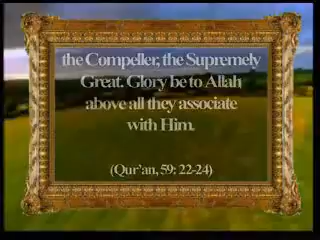 the Compeller, the Supremely
Great. Glory be to Allah
above all they associate
with Him.
(Qur'an, 59: 22-24)